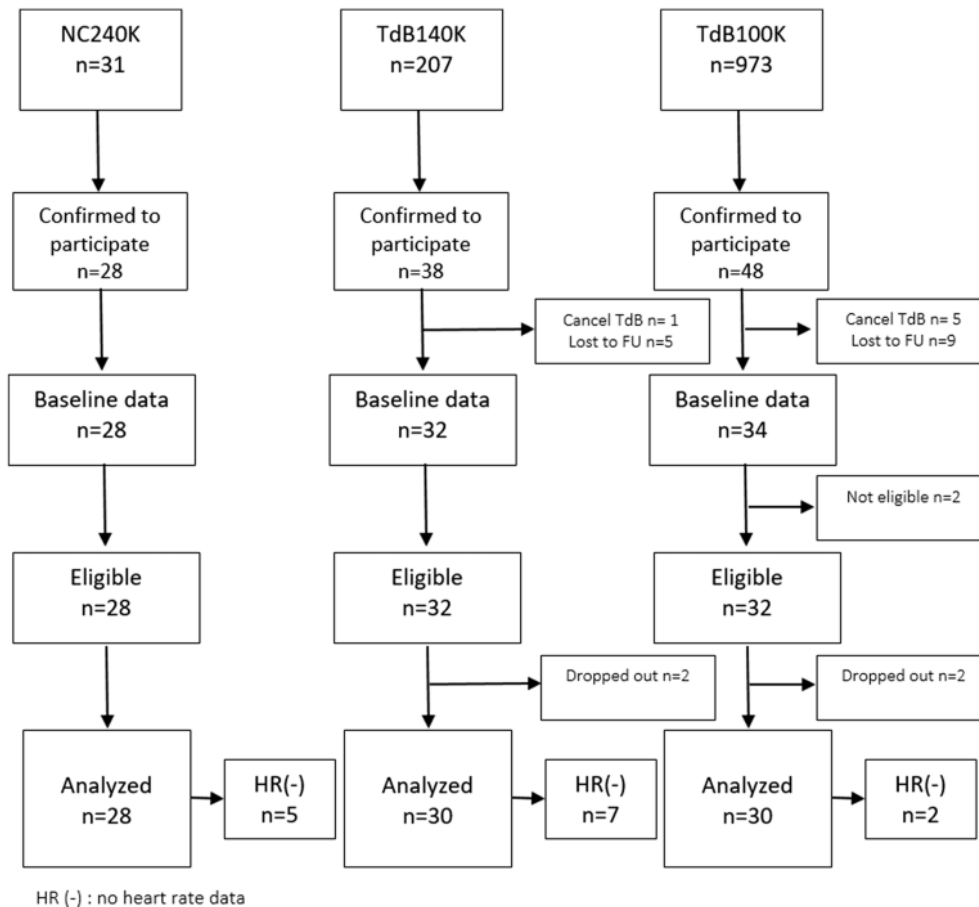 NC240K
n=31
TdB140K
n=207
TdB100K
n=973
Confirmed to
participate
n=28
Confirmed to
participate
n=38
Confirmed to
participate
n=48
Cancel TdB n= 1
Lost to FU n=5
Cancel TdB n= 5
Lost to FU n=9
Baseline data
n=28
Baseline data
n=32
Baseline data
n=34
Not eligible n=2
Eligible
n=28
Eligible
n=32
Eligible
n=32
Dropped out n=2
Dropped out n=2
Analyzed
n=28
HR(-)
n=5
Analyzed
n=30
HR(-)
n=7
Analyzed
n=30
HR(-)
n=2
HR (-) : no heart rate data